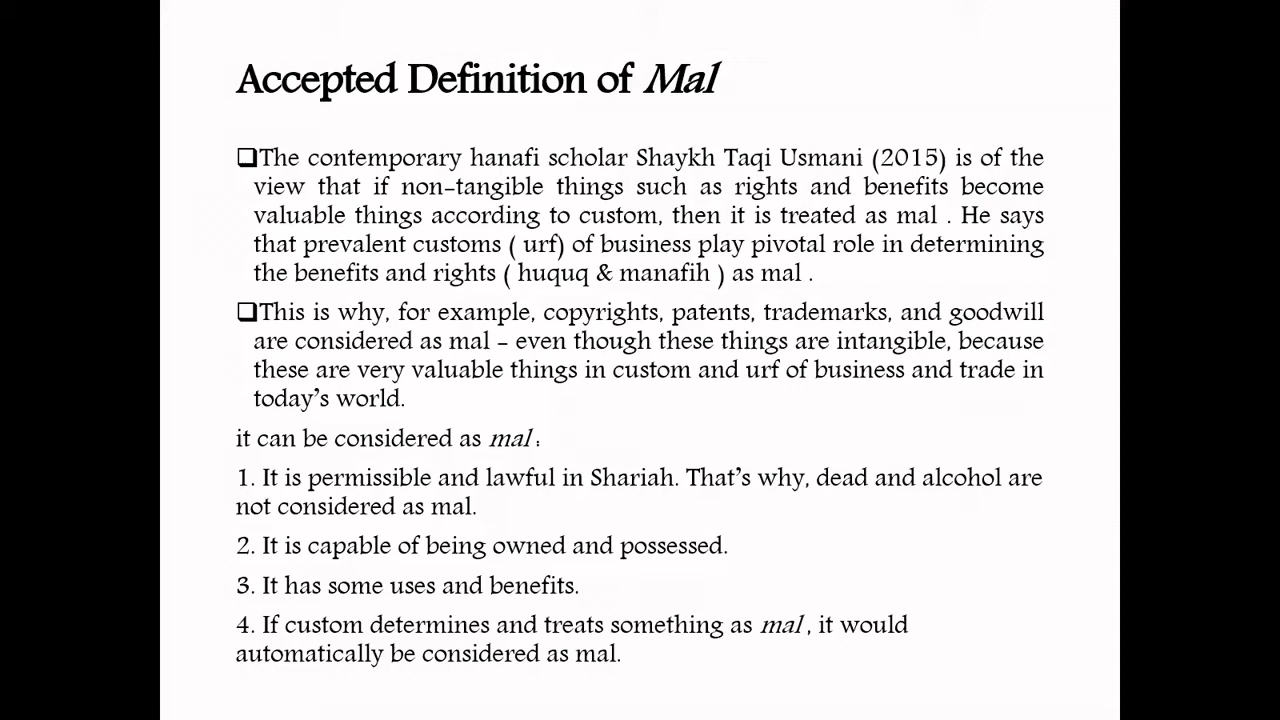 Accepted Definition of Mal
❑The contemporary hanafi scholar Shaykh Taqi Usmani (2015) is of the
view that if non-tangible things such as rights and benefits become
valuable things according to custom, then it is treated as mal . He says
that prevalent customs ( urf) of business play pivotal role in determining
the benefits and rights ( huquq & manafih ) as mal .
❑This is why, for example, copyrights, patents, trademarks, and goodwill
are considered as mal – even though these things are intangible, because
these are very valuable things in custom and urf of business and trade in
today's world.
it can be considered as mal :
1. It is permissible and lawful in Shariah. That's why, dead and alcohol are
not considered as mal.
2. It is capable of being owned and possessed.
3. It has some uses and benefits.
4. If custom determines and treats something as mal , it would
automatically be considered as mal.